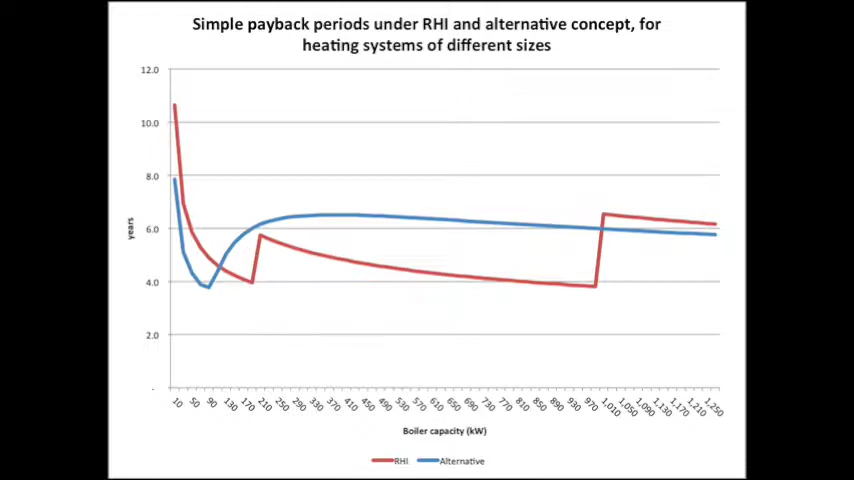 Simple payback periods under RHI and alternative concept, for
heating systems of different sizes
12.0
10.0
8.0
6.0
4.0
2.0
-
years
10 50 90 130 170 210 250 290 330 370 410 450 490 530 570 610 650 690 730 770 810 850 890 930 970 1,010 1,050 1,090 1,130 1,170 1,210 1,250
Boiler capacity (kW)
RHI Alternative